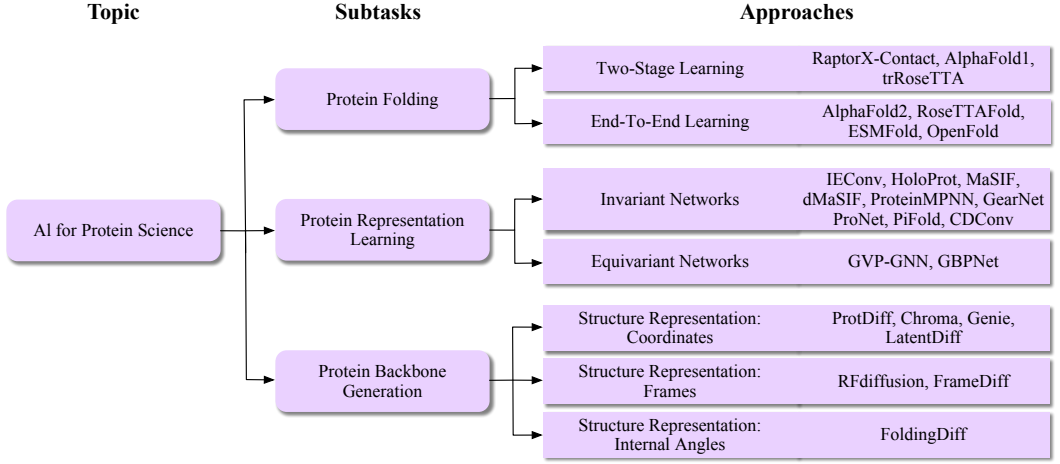 Topic
Subtasks
Approaches
AI for Protein Science
Protein Folding
Two-Stage Learning
RaptorX-Contact, AlphaFold1,
trRoseTTA
End-To-End Learning
AlphaFold2, RoseTTAFold,
ESMFold, OpenFold
Protein Representation
Learning
Invariant Networks
IEConv, HoloProt, MaSIF,
dMaSIF, ProteinMPNN, GearNet
ProNet, PiFold, CDConv
Equivariant Networks
GVP-GNN, GBPNet
Protein Backbone
Generation
Structure Representation:
Coordinates
ProtDiff, Chroma, Genie,
LatentDiff
Structure Representation:
Frames
RFdiffusion, FrameDiff
Structure Representation:
Internal Angles
FoldingDiff